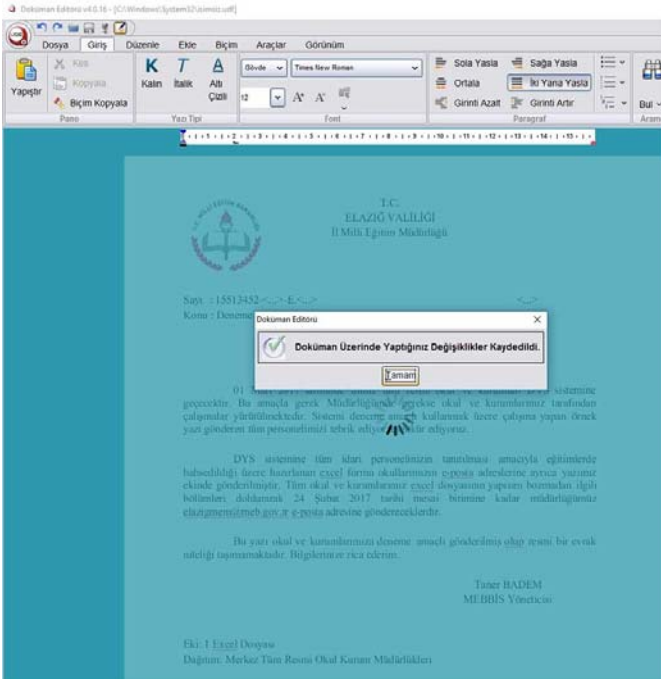 Doküman Editörü v4.0.16 - [C:\Windows\System32\isimsiz.udf]
Dosya Giriş Düzenle Ekle Biçim Araçlar Görünüm
Yapıştır
Kes
Kopyala
Biçim Kopyala
Pano
K T A
Kalın İtalik Altı Çizili
Yazı Tipi
Gövde Times New Roman
12
Font
Sola Yasla Sağa Yasla
Ortala İki Yana Yasla
Girinti Azalt Girinti Artır
Paragraf
Bul
T.C.
ELAZIĞ VALİLİĞİ
İl Milli Eğitim Müdürlüğü
Sayı : 15513452-<...>-E.<...> <...>
Konu : Deneme
Doküman Editörü
Doküman Üzerinde Yaptığınız Değişiklikler Kaydedildi.
Tamam
01 2017 sistemine
geçecektir. Bu amaçla gerek Müdürlüğümüzde gerekse okul ve kurumlarımız tarafından
çalışmalar yürütülmektedir. Sistemi deneme amaçlı kullanmak üzere çalışma yapan örnek
yazı gönderen tüm personelimizi tebrik ediyor ediyoruz.
DYS sistemine tüm idari personelimizin tanıtılması amacıyla eğitimlerde
bahsedildiği üzere hazırlanan excel formu okullarımızın e-posta adreslerine ayrıca yazımız
ekinde gönderilmiştir. Tüm okul ve kurumlarımız excel dosyasının yapısını bozmadan ilgili
bölümleri doldurarak 24 Şubat 2017 tarihi mesai bitimine kadar müdürlüğümüz
elazigmem@meb.gov.tr e-posta adresine göndereceklerdir.
Bu yazı okul ve kurumlarımıza deneme amaçlı gönderilmiş olup resmi bir evrak
niteliği taşımamaktadır. Bilgilerinize rica ederim.
Taner BADEM
MEBBİS Yöneticisi
Eki: 1 Excel Dosyası
Dağıtım: Merkez Tüm Resmi Okul Kurum Müdürlükleri